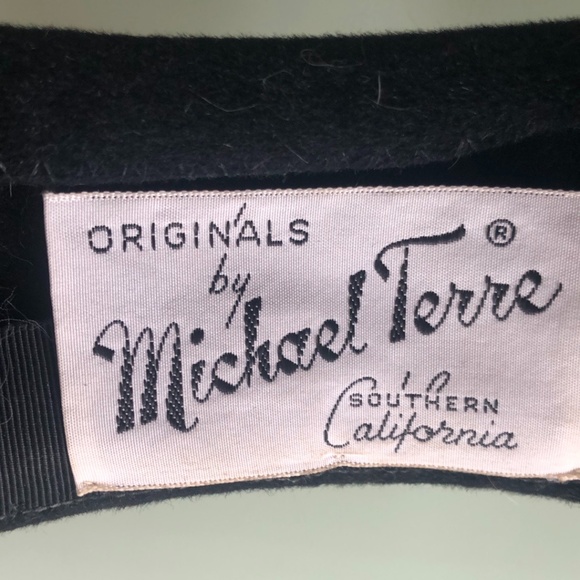 ORIGINALS
by
Michael Terre ®
SOUTHERN
California